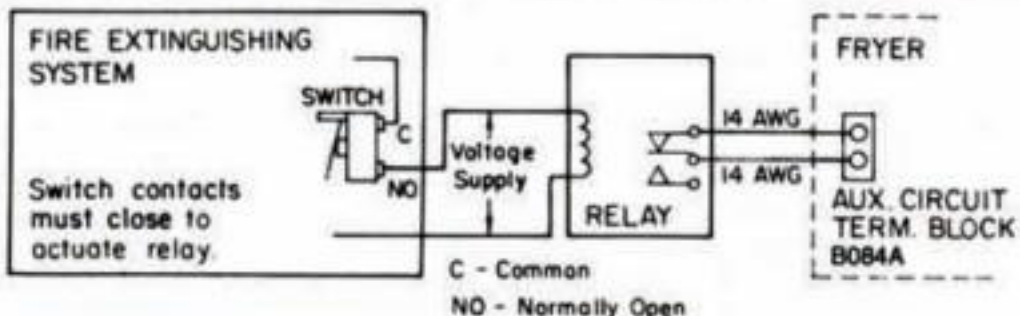 FIRE EXTINGUISHING
SYSTEM
SWITCH
C
NO
Switch contacts
must close to
actuate relay.
Voltage
Supply
RELAY
14 AWG
14 AWG
FRYER
AUX. CIRCUIT
TERM. BLOCK
B084A
C - Common
NO - Normally Open